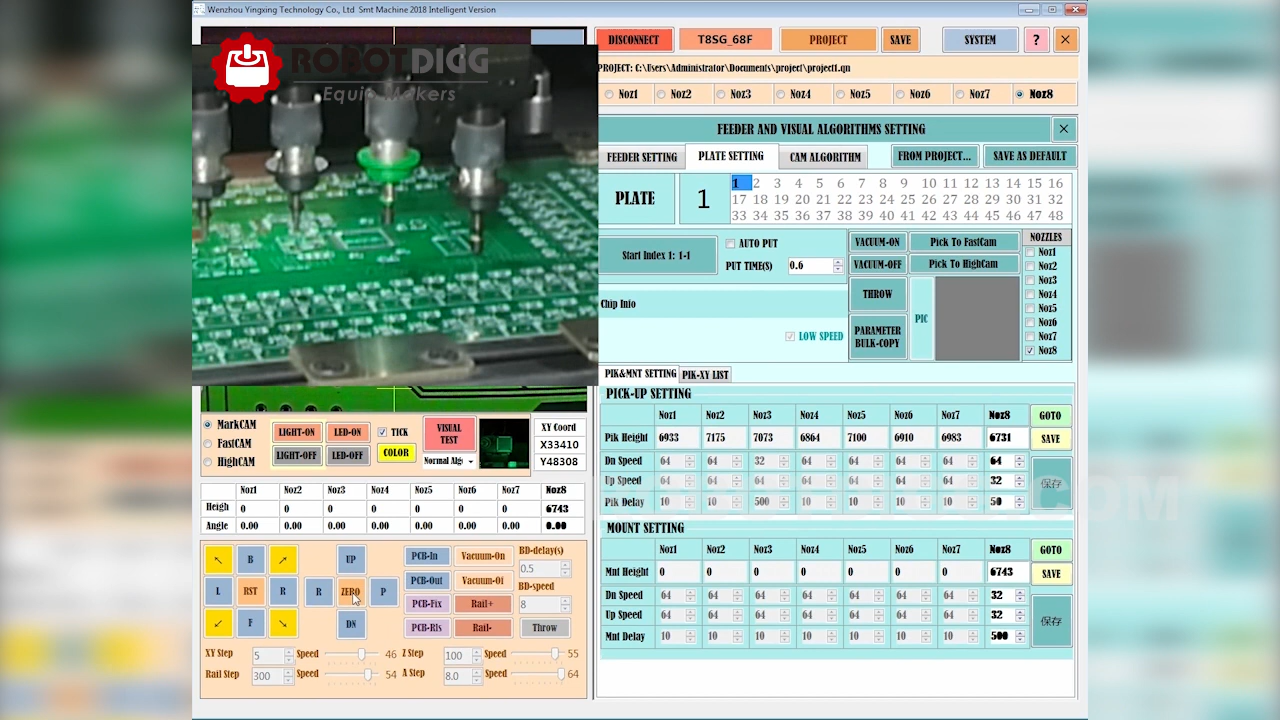 Wenzhou Yingxing Technology Co., Ltd Smt Machine 2018 Intelligent Version
ROBOTDIGG
Equip Makers
DISCONNECT T8SG_68F PROJECT SAVE SYSTEM ? ×
PROJECT: C:\Users\Administrator\Documents\project\project1.qn
Noz1 Noz2 Noz3 Noz4 Noz5 Noz6 Noz7 Noz8
FEEDER AND VISUAL ALGORITHMS SETTING ×
FEEDER SETTING PLATE SETTING CAM ALGORITHM FROM PROJECT... SAVE AS DEFAULT
PLATE 1
1 2 3 4 5 6 7 8 9 10 11 12 13 14 15 16
17 18 19 20 21 22 23 24 25 26 27 28 29 30 31 32
33 34 35 36 37 38 39 40 41 42 43 44 45 46 47 48
Start Index 1: 1-1
AUTO PUT
PUT TIME(S) 0.6
Chip Info
LOW SPEED
VACUUM-ON Pick To FastCam
VACUUM-OFF Pick To HighCam
THROW
PIC
PARAMETER
BULK-COPY
NOZZLES
Noz1
Noz2
Noz3
Noz4
Noz5
Noz6
Noz7
Noz8
PIK&MNT SETTING PIK-XY LIST
PICK-UP SETTING
Noz1 Noz2 Noz3 Noz4 Noz5 Noz6 Noz7 Noz8 GOTO
Pik Height 6933 7175 7073 6864 7100 6910 6983 6731 SAVE
Dn Speed 64 64 32 64 64 64 64 64
Up Speed 64 64 64 64 64 64 64 32 保存
Pik Delay 10 10 500 10 10 10 10 50
MOUNT SETTING
Noz1 Noz2 Noz3 Noz4 Noz5 Noz6 Noz7 Noz8 GOTO
Mnt Height 0 0 0 0 0 0 0 6743 SAVE
Dn Speed 64 64 64 64 64 64 64 32
Up Speed 64 64 64 64 64 64 64 32 保存
Mnt Delay 10 10 10 10 10 10 10 500
MarkCAM
FastCAM
HighCAM
LIGHT-ON LED-ON TICK
LIGHT-OFF LED-OFF COLOR
VISUAL
TEST
XY Coord
X33410
Y48308
Noz1 Noz2 Noz3 Noz4 Noz5 Noz6 Noz7 Noz8
Heigh 0 0 0 0 0 0 0 6743
Angle 0.00 0.00 0.00 0.00 0.00 0.00 0.00 0.00
↖ B ↗ UP
L RST R R ZERO P
↙ F ↘ DN
PCB-In Vacuum-On BD-delay(s)
PCB-Out Vacuum-Of 0.5
PCB-Fix Rail+ BD-speed
8
PCB-Rls Rail- Throw
XY Step 5 Speed 46 Z Step 100 Speed 55
Rail Step 300 Speed 54 A Step 8.0 Speed 64